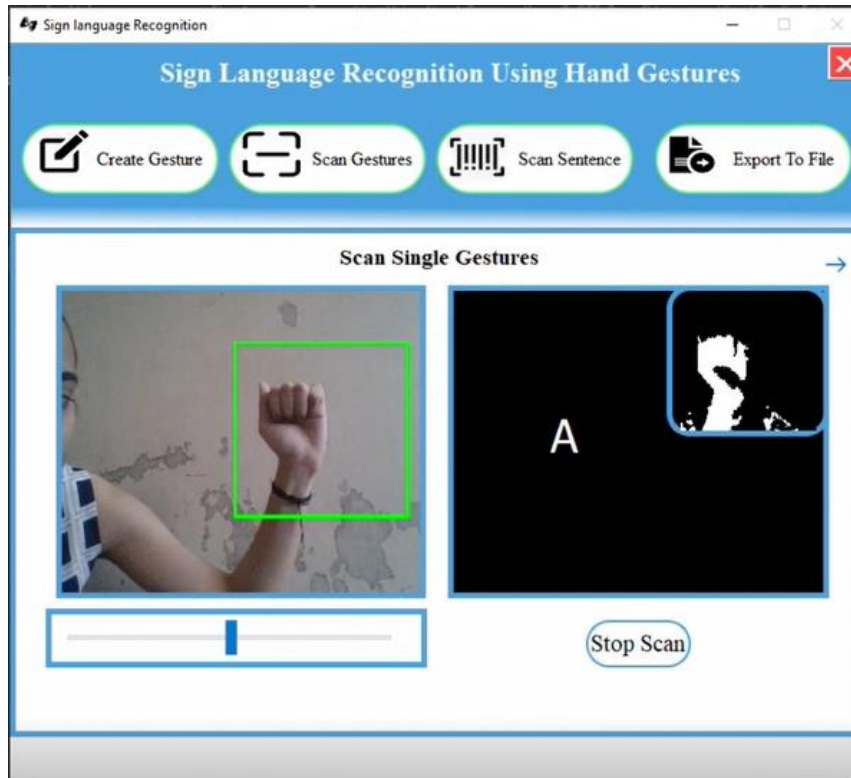 Sign language Recognition
Sign Language Recognition Using Hand Gestures
Create Gesture
Scan Gestures
Scan Sentence
Export To File
Scan Single Gestures
A
Stop Scan